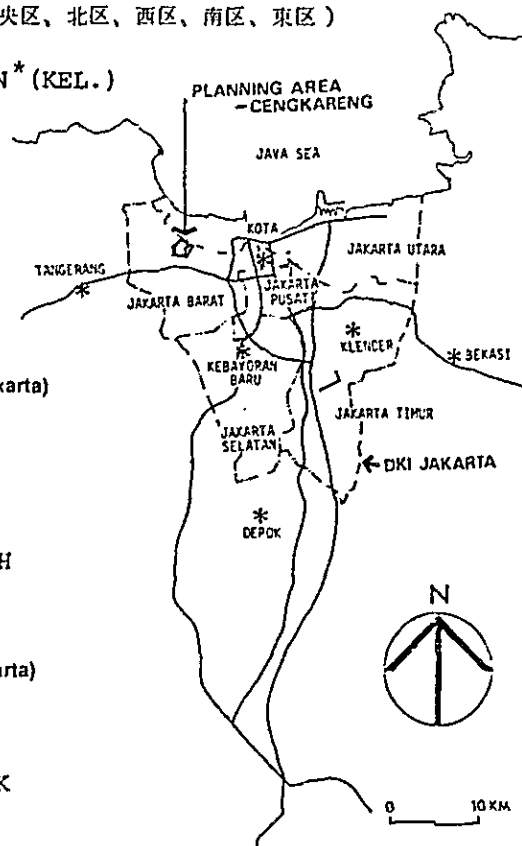 央区、北区、西区、南区、東区)
N* (KEL.)
PLANNING AREA
-CENGKARENG
JAVA SEA
KOTA
JAKARTA UTARA
TANGERANG
JAKARTA BARAT
JAKARTA
PUSAT
KLENCER
BEKASI
karta)
KEBAYORAN
BARU
JAKARTA TIMUR
JAKARTA
SELATAN
DKI JAKARTA
DEPOK
H
N
arta)
K
0 10 KM